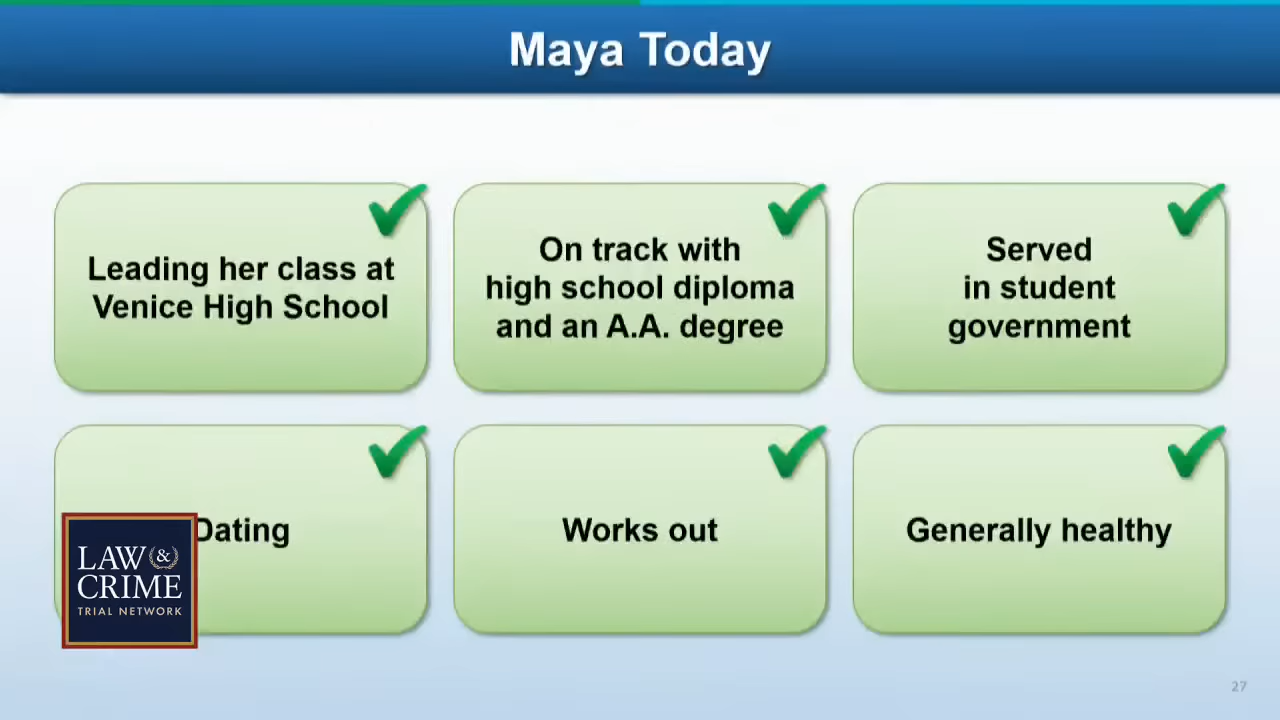 Maya Today
Leading her class at
Venice High School
On track with
high school diploma
and an A.A. degree
Served
in student
government
Dating
Works out
Generally healthy
LAW &
CRIME
TRIAL NETWORK
27